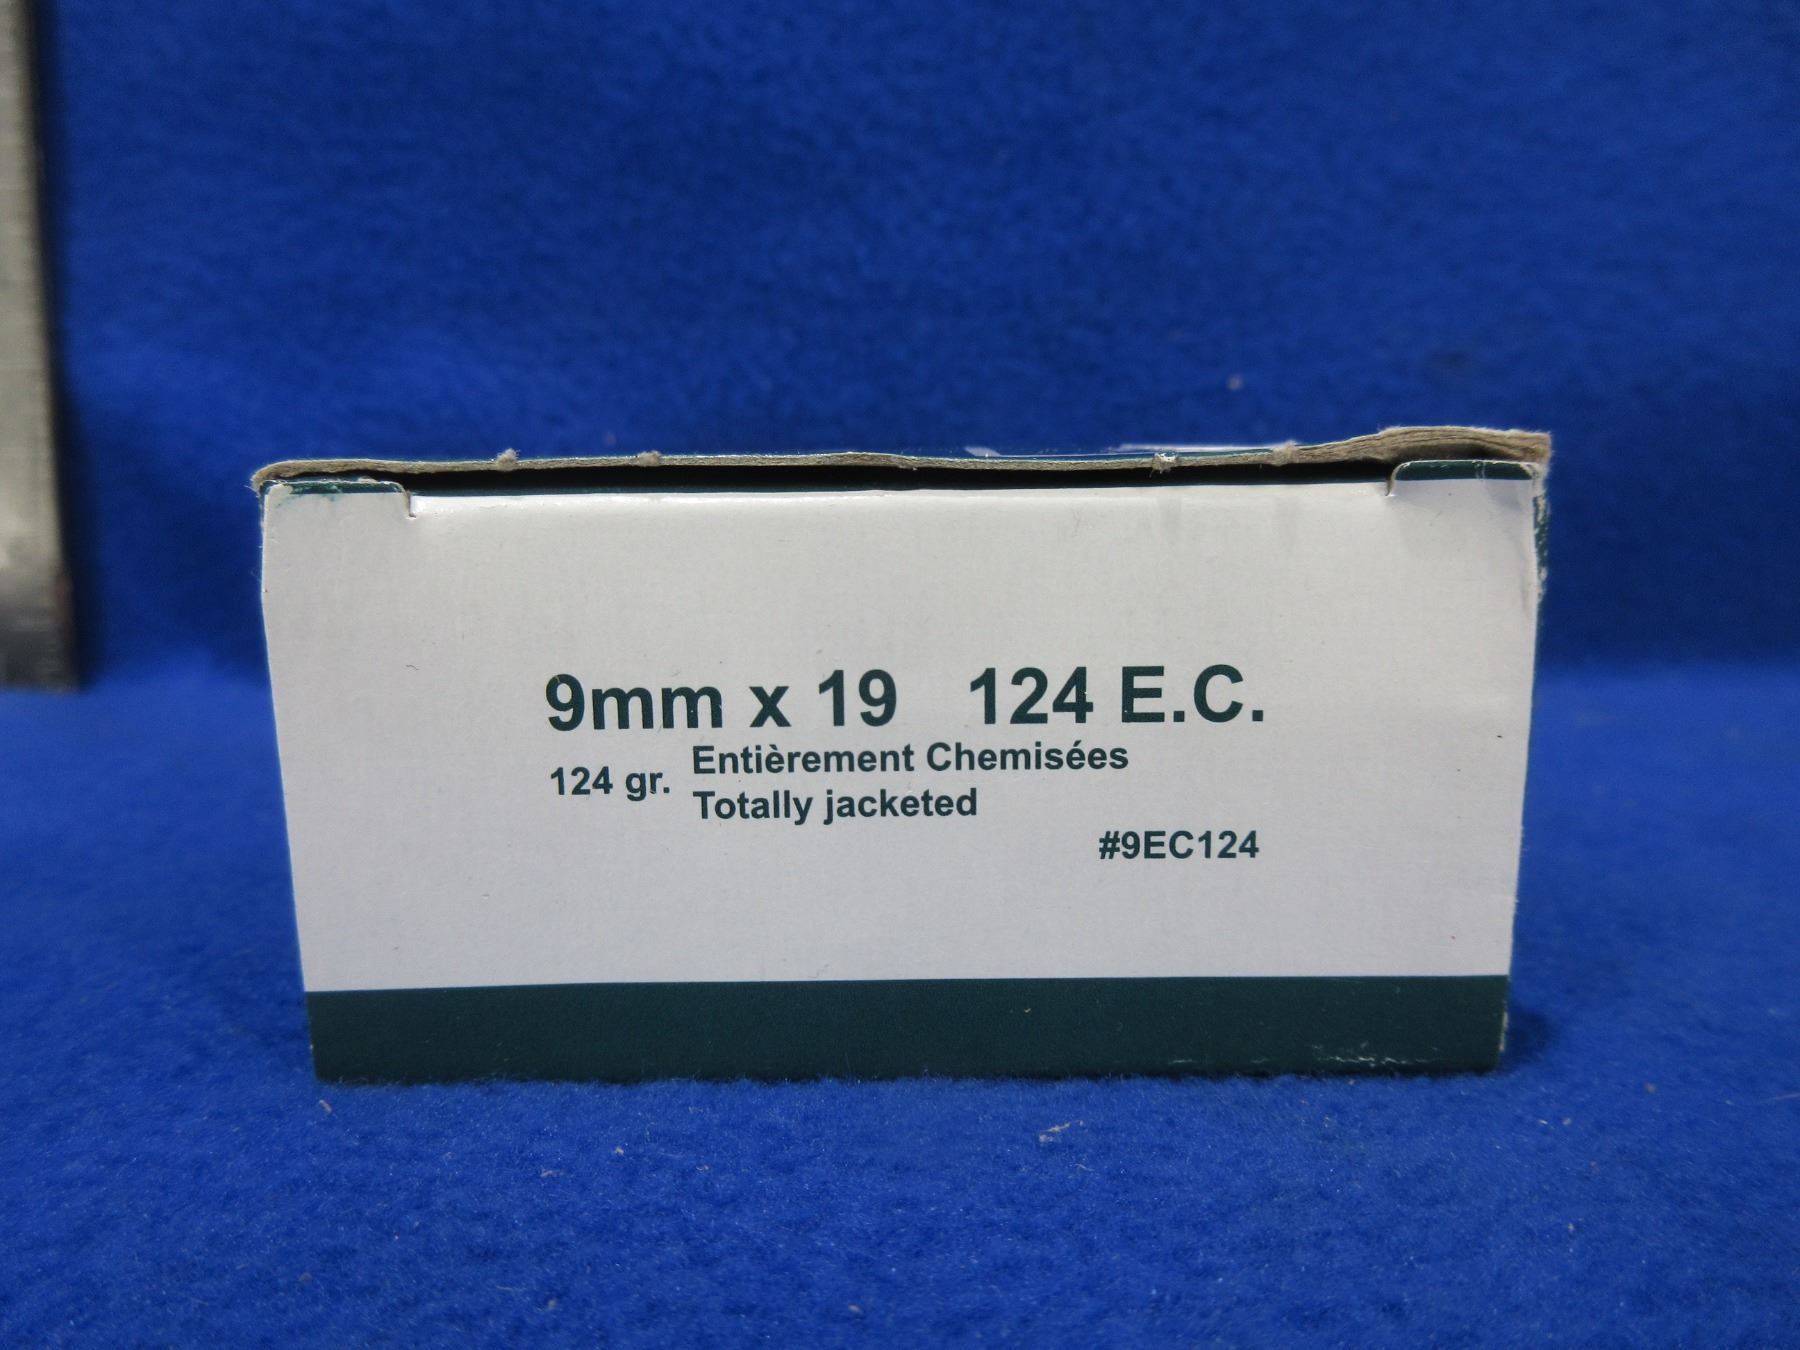 9mm x 19 124 E.C.
124 gr. Entièrement Chemisées
Totally jacketed
#9EC124